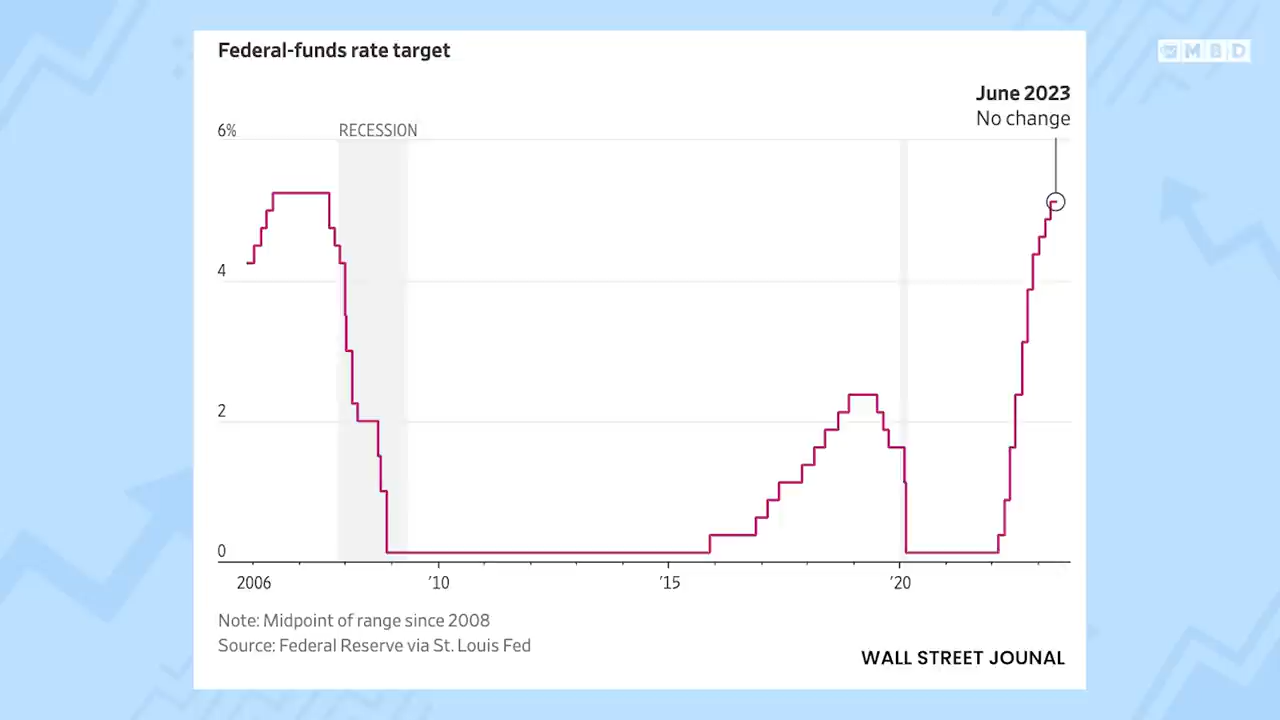 Federal-funds rate target
MBD
June 2023
No change
6%
RECESSION
4
2
0
2006 '10 '15 '20
Note: Midpoint of range since 2008
Source: Federal Reserve via St. Louis Fed
WALL STREET JOUNAL